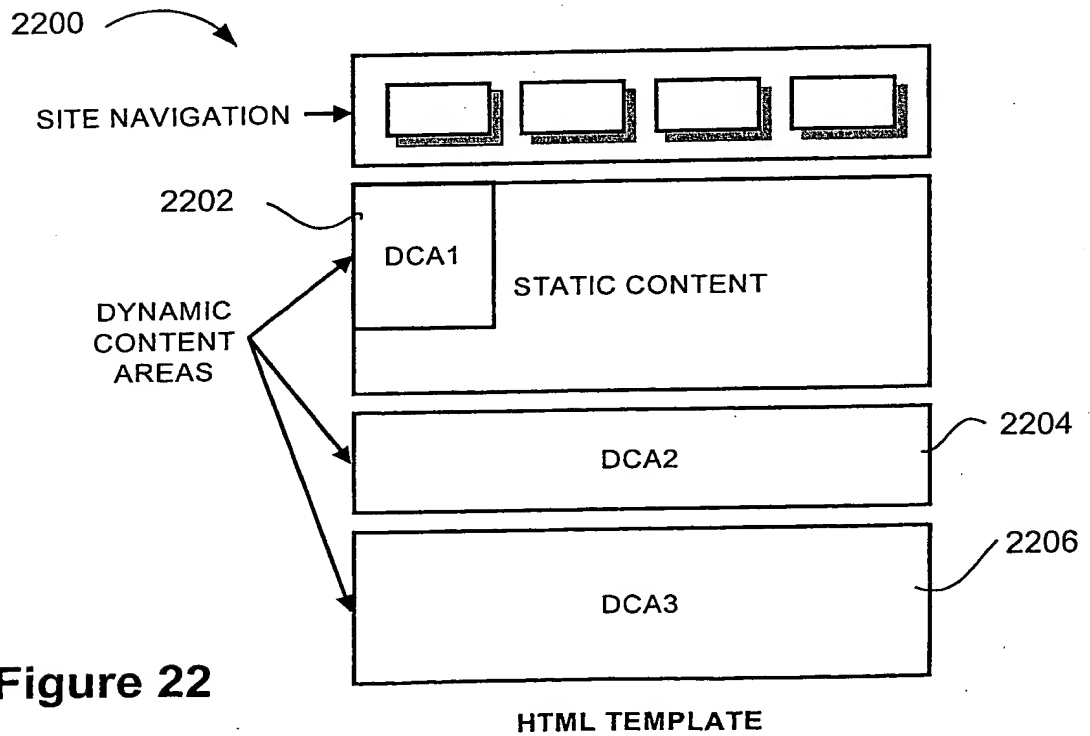 2200
SITE NAVIGATION
2202
DCA1
STATIC CONTENT
DYNAMIC
CONTENT
AREAS
2204
DCA2
2206
DCA3
Figure 22
HTML TEMPLATE